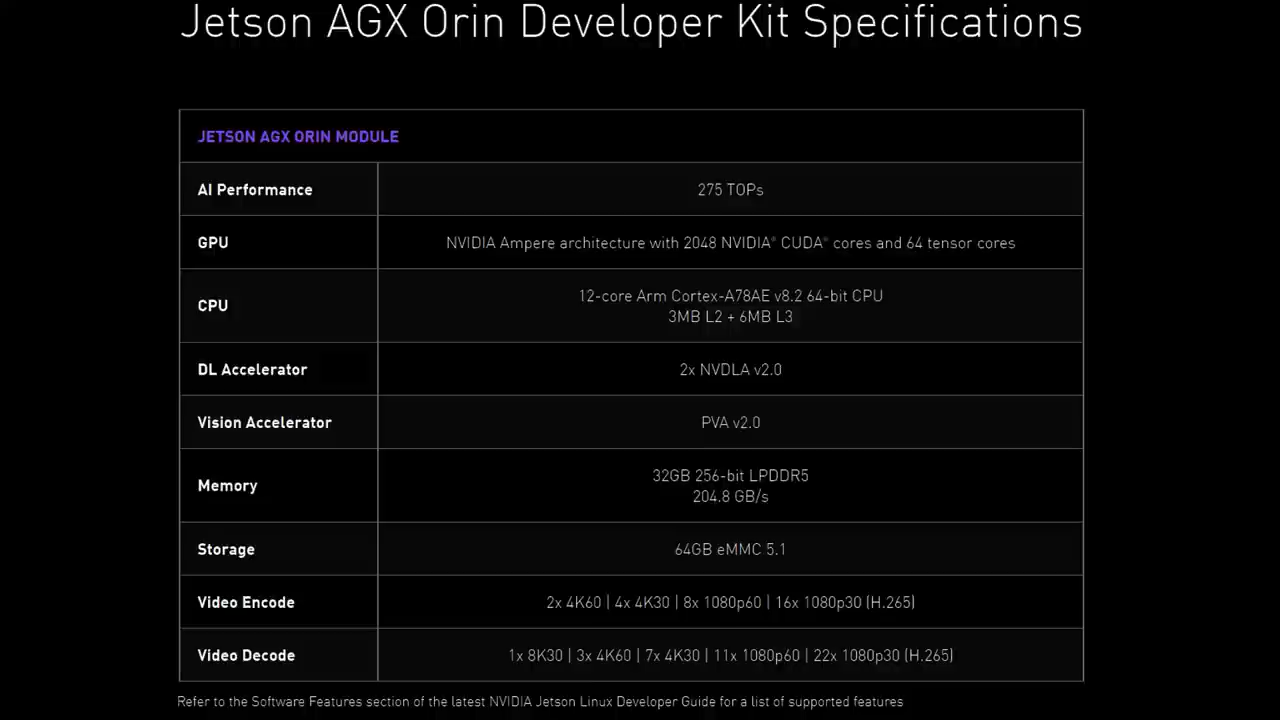 Jetson AGX Orin Developer Kit Specifications
JETSON AGX ORIN MODULE
AI Performance
275 TOPs
GPU
NVIDIA Ampere architecture with 2048 NVIDIA® CUDA® cores and 64 tensor cores
CPU
12-core Arm Cortex-A78AE v8.2 64-bit CPU
3MB L2 + 6MB L3
DL Accelerator
2x NVDLA v2.0
Vision Accelerator
PVA v2.0
Memory
32GB 256-bit LPDDR5
204.8 GB/s
Storage
64GB eMMC 5.1
Video Encode
2x 4K60 | 4x 4K30 | 8x 1080p60 | 16x 1080p30 (H.265)
Video Decode
1x 8K30 | 3x 4K60 | 7x 4K30 | 11x 1080p60 | 22x 1080p30 (H.265)
Refer to the Software Features section of the latest NVIDIA Jetson Linux Developer Guide for a list of supported features